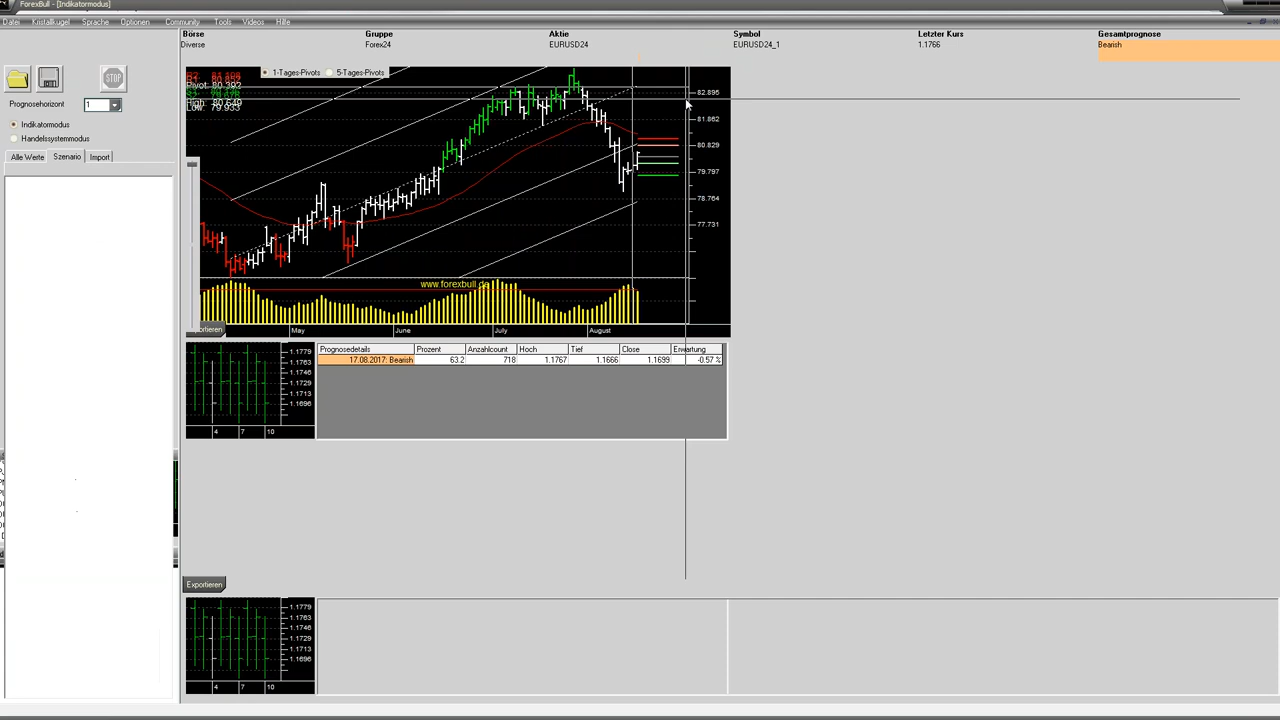 ForexBull - [Indikatormodus]
Datei Kristallkugel Sprache Optionen Community Tools Videos Hilfe
Börse Gruppe Aktie Symbol Letzter Kurs Gesamtprognose
Diverse Forex24 EURUSD24 EURUSD24_1 1.1766 Bearish
STOP
Prognosehorizont 1
Indikatormodus
Handelssystemmodus
Alle Werte Szenario Import
1-Tages-Pivots 5-Tages-Pivots
Pivot: 80.393
High: 80.649
Low: 79.933
82.895
81.862
80.829
79.797
78.764
77.731
www.forexbull.de
May June July August
Prognosedetails Prozent Anzahlcount Hoch Tief Close Erwartung
17.08.2017: Bearish 63.2 718 1.1767 1.1666 1.1699 -0.57 %
1.1779
1.1763
1.1746
1.1729
1.1713
1.1696
4 7 10
Exportieren
1.1779
1.1763
1.1746
1.1729
1.1713
1.1696
4 7 10